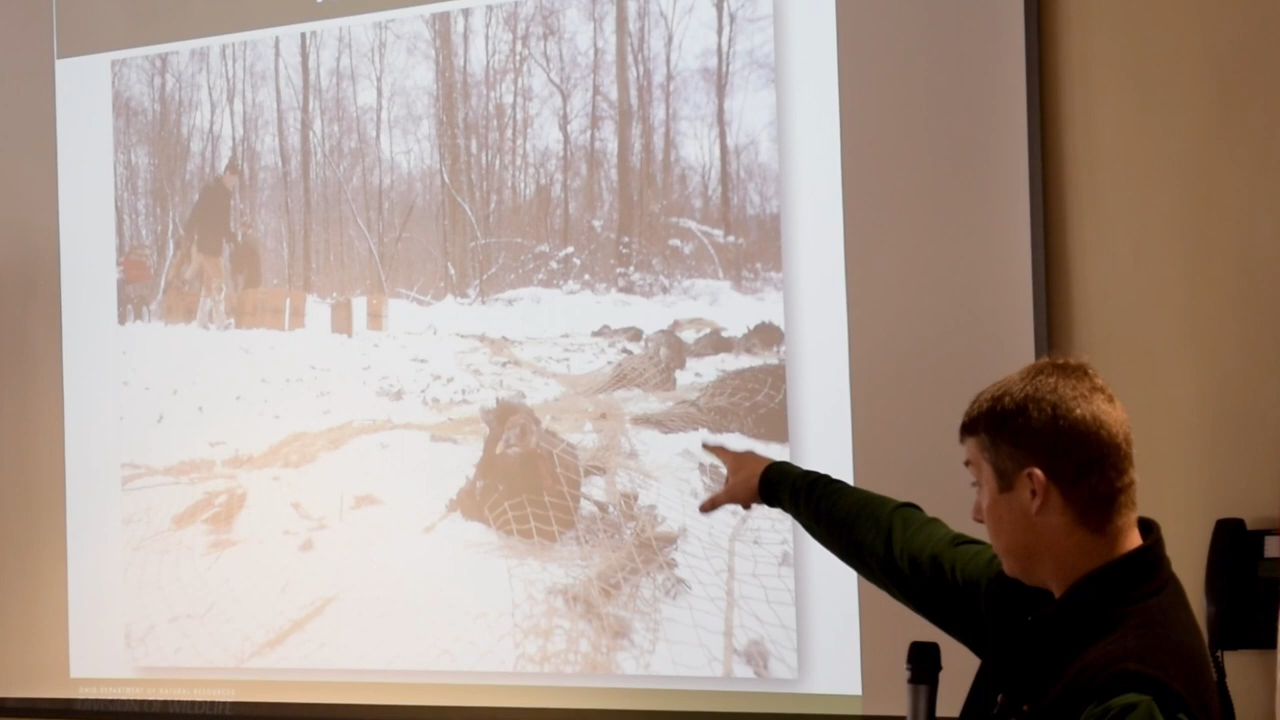 OHIO DEPARTMENT OF NATURAL RESOURCES
DIVISION OF WILDLIFE